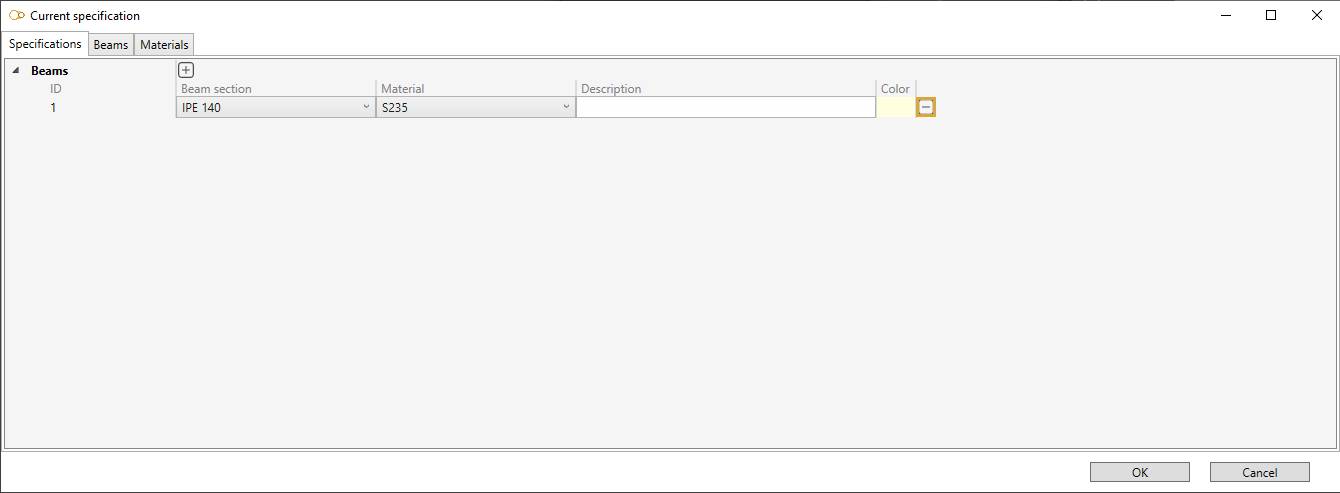 Current specification
Specifications Beams Materials
Beams
ID Beam section Material Description Color
1 IPE 140 S235
OK Cancel